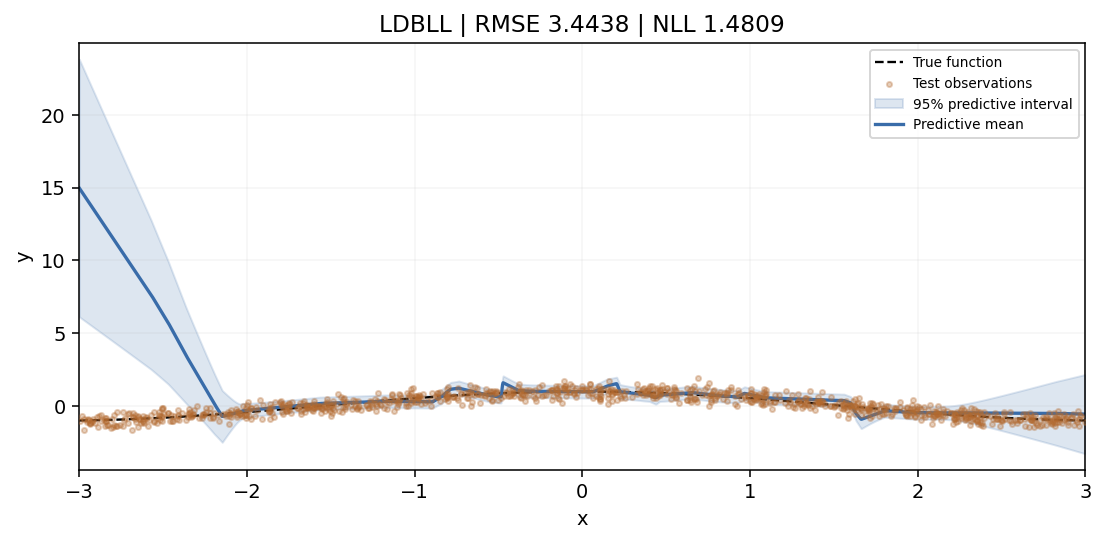 LDBLL | RMSE 3.4438 | NLL 1.4809
True function
Test observations
95% predictive interval
Predictive mean
20
15
10
5
0
y
−3
−2
−1
0
1
2
3
x